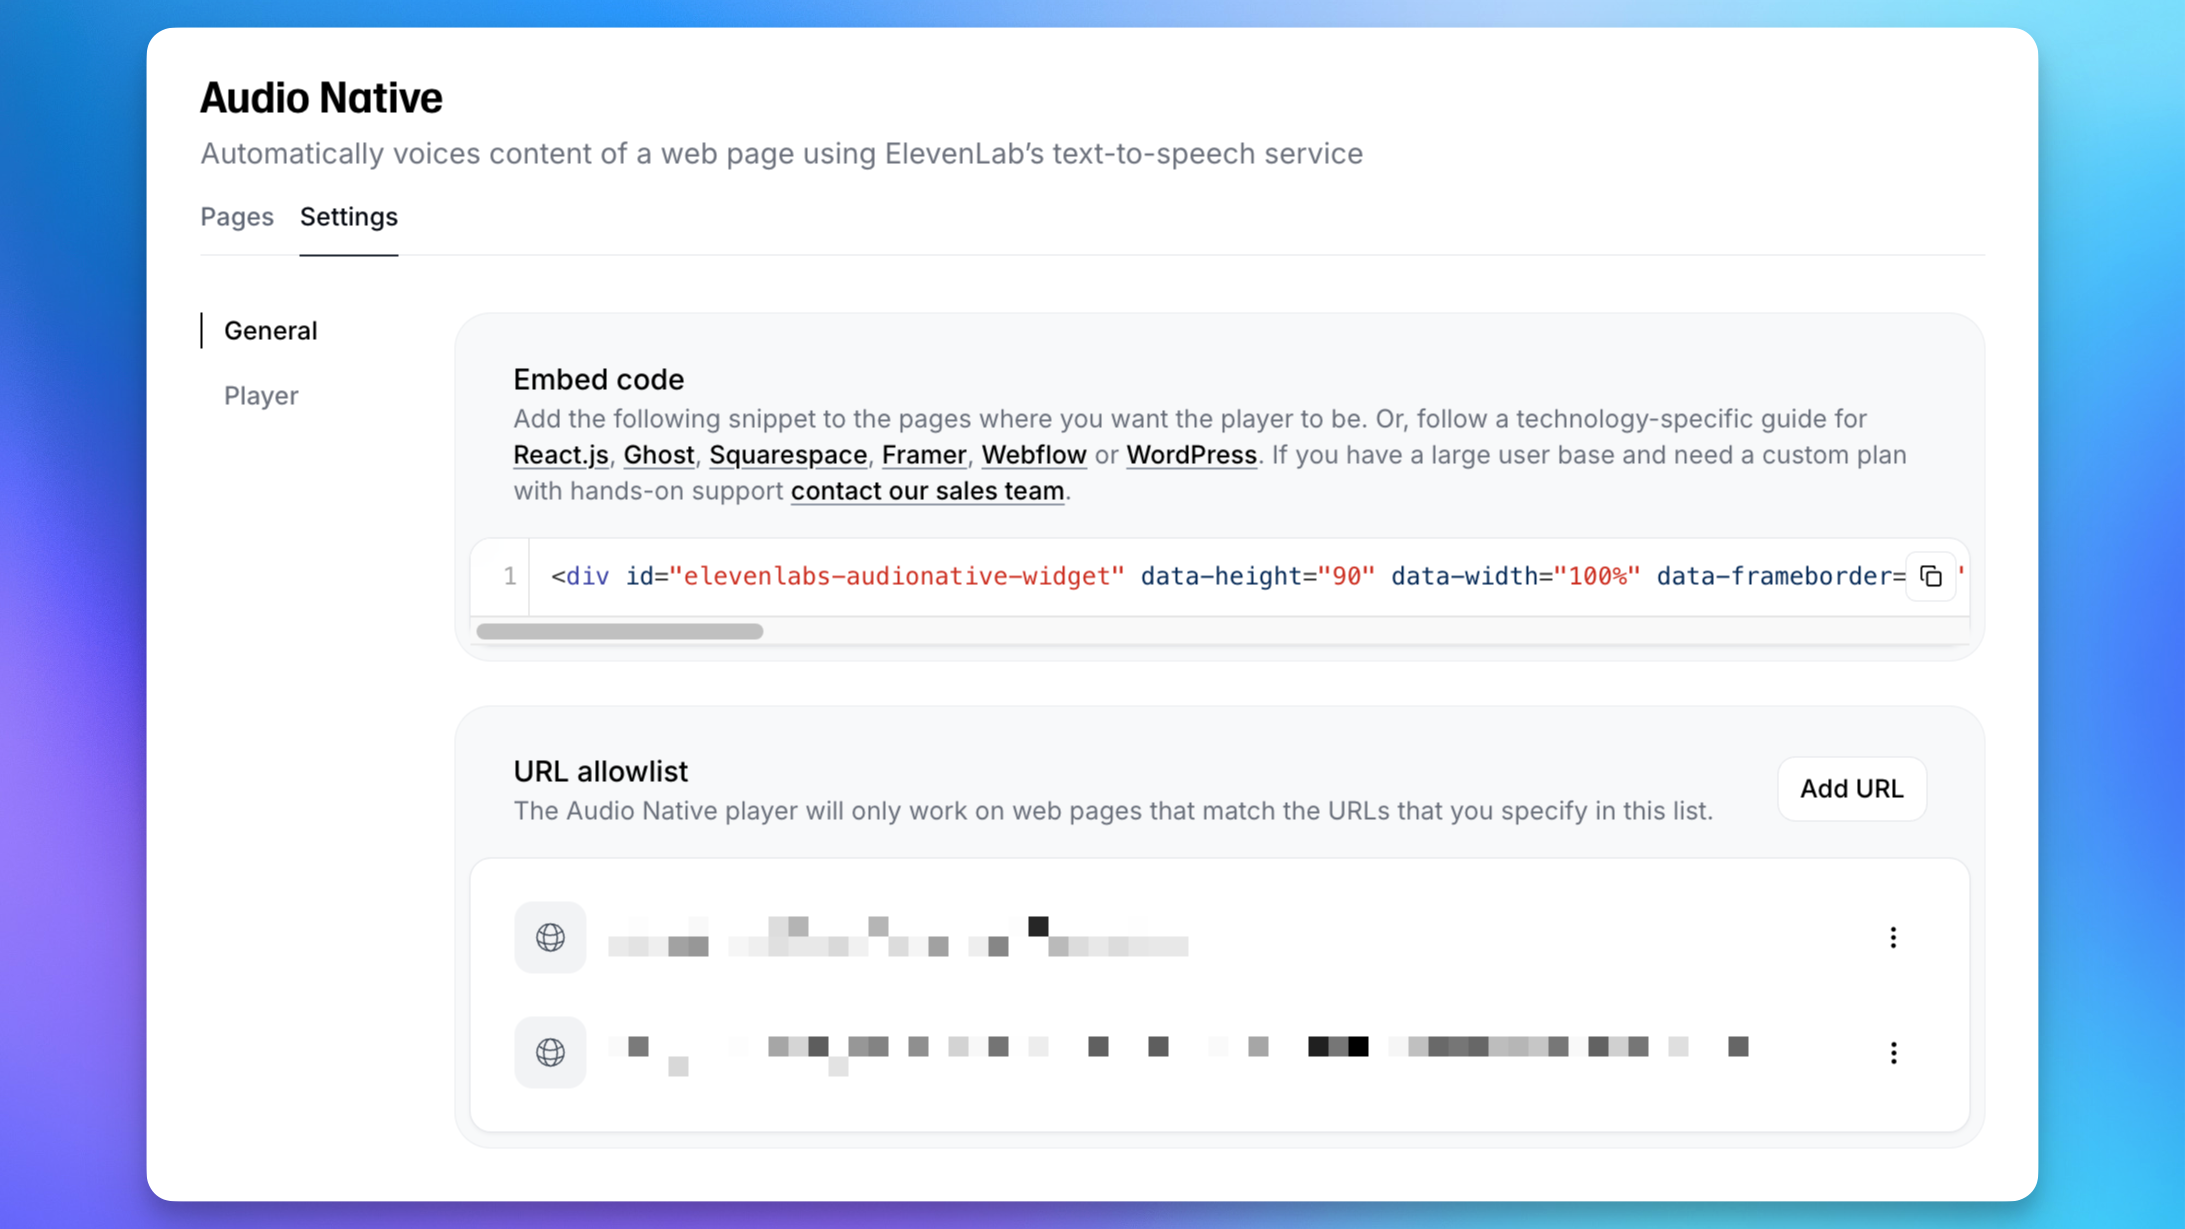 Audio Native
Automatically voices content of a web page using ElevenLab’s text-to-speech service
Pages Settings
General
Player
Embed code
Add the following snippet to the pages where you want the player to be. Or, follow a technology-specific guide for
React.js, Ghost, Squarespace, Framer, Webflow or WordPress. If you have a large user base and need a custom plan
with hands-on support contact our sales team.
1 <div id="elevenlabs-audionative-widget" data-height="90" data-width="100%" data-frameborder=
URL allowlist
The Audio Native player will only work on web pages that match the URLs that you specify in this list.
Add URL